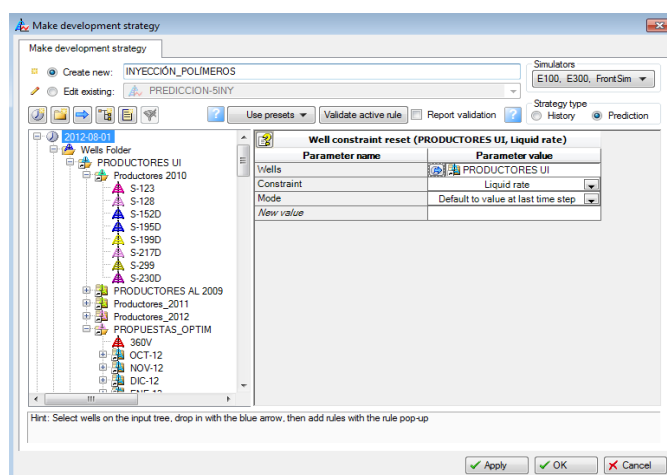 Make development strategy
Make development strategy
Create new: INYECCIÓN_POLÍMEROS
Simulators
E100, E300, FrontSim
Edit existing: PREDICCION-5INY
Strategy type
History Prediction
Use presets Validate active rule Report validation
2012-08-01
Wells Folder
PRODUCTORES UI
Productores 2010
S-123
S-128
S-152D
S-195D
S-199D
S-217D
S-299
S-230D
PRODUCTORES AL 2009
Productores_2011
Productores_2012
PROPUESTAS_OPTIM
360V
OCT-12
NOV-12
DIC-12
ENE-13
Well constraint reset (PRODUCTORES UI, Liquid rate)
Parameter name Parameter value
Wells PRODUCTORES UI
Constraint Liquid rate
Mode Default to value at last time step
New value
Hint: Select wells on the input tree, drop in with the blue arrow, then add rules with the rule pop-up
Apply OK Cancel